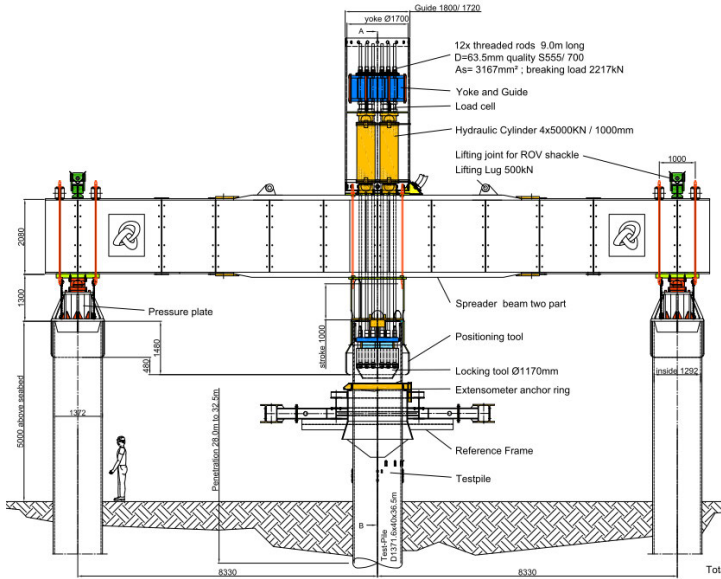 Guide 1800/ 1720
yoke Ø1700
A
12x threaded rods 9.0m long
D=63.5mm quality S555/ 700
As= 3167mm² ; breaking load 2217kN
Yoke and Guide
Load cell
Hydraulic Cylinder 4x5000KN / 1000mm
Lifting joint for ROV shackle
Lifting Lug 500kN
1000
2080
1300
Pressure plate
Spreader beam two part
stroke 1000
Positioning tool
1480
480
Locking tool Ø1170mm
inside 1292
Extensometer anchor ring
5000 above seabed
1372
Penetration 28.0m to 32.5m
Reference Frame
Testpile
B
Test-Pile
D1371.6x40x36.5m
8330
8330
Tot